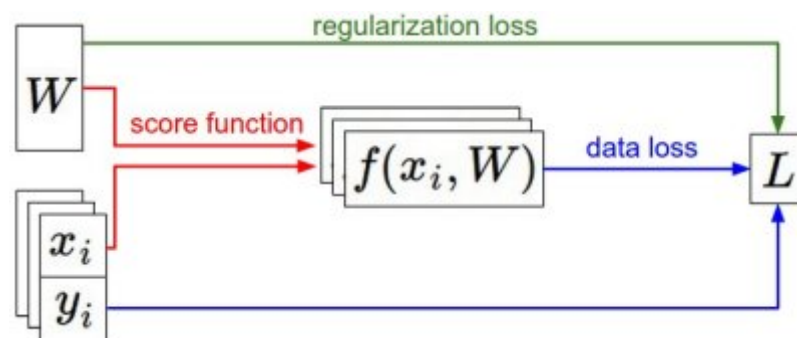 regularization loss
W
score function
f(x_i, W)
data loss
L
x_i
y_i